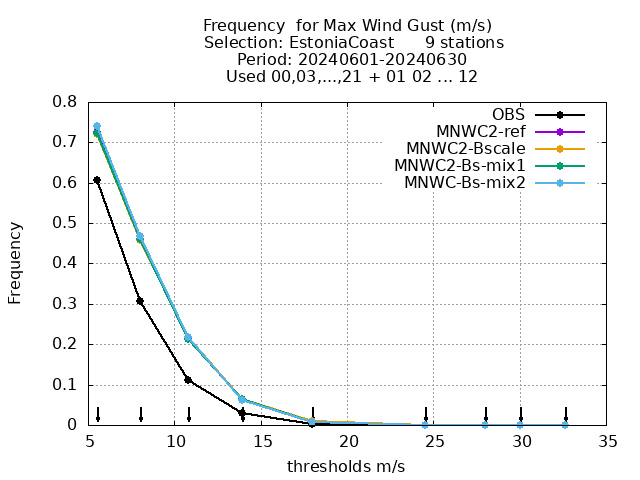 Frequency  for Max Wind Gust (m/s)
Selection: EstoniaCoast      9 stations
Period: 20240601-20240630
Used 00,03,...,21 + 01 02 ... 12
OBS
MNWC2-ref
MNWC2-Bscale
MNWC2-Bs-mix1
MNWC-Bs-mix2
0.8
0.7
0.6
0.5
0.4
0.3
0.2
0.1
0
Frequency
5 10 15 20 25 30 35
thresholds m/s